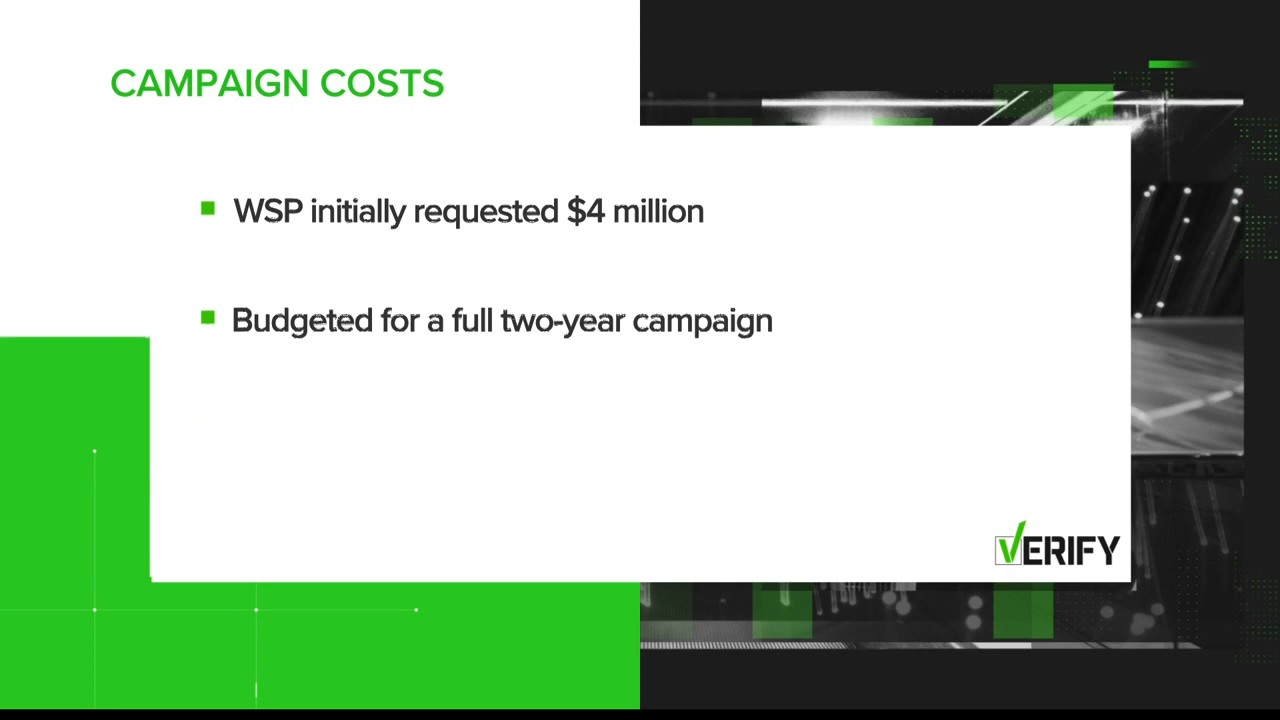 CAMPAIGN COSTS
WSP initially requested $4 million
Budgeted for a full two-year campaign
VERIFY